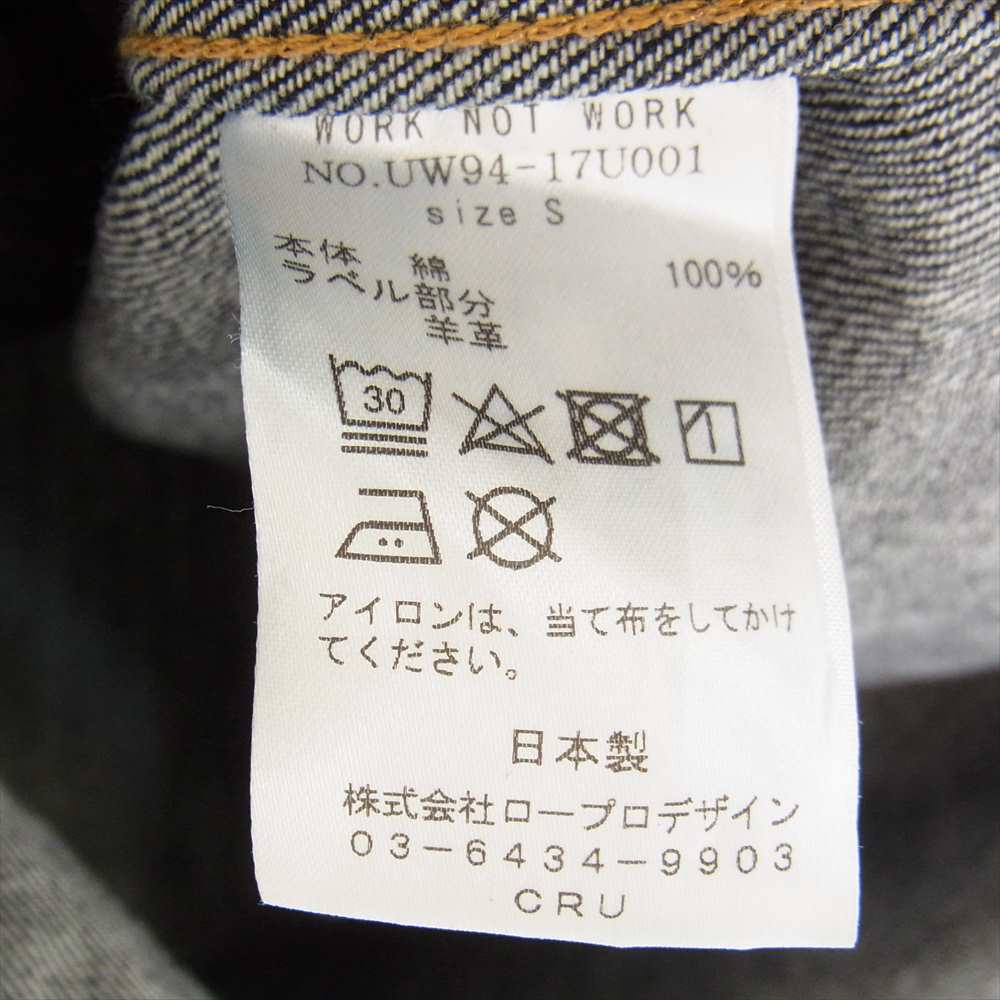 WORK NOT WORK
NO.UW94-17U001
size S
本体 綿 100%
ラベル部分
羊革
30
アイロンは、当て布をしてかけ
てください。
日本製
株式会社ロープロデザイン
03-6434-9903
CRU